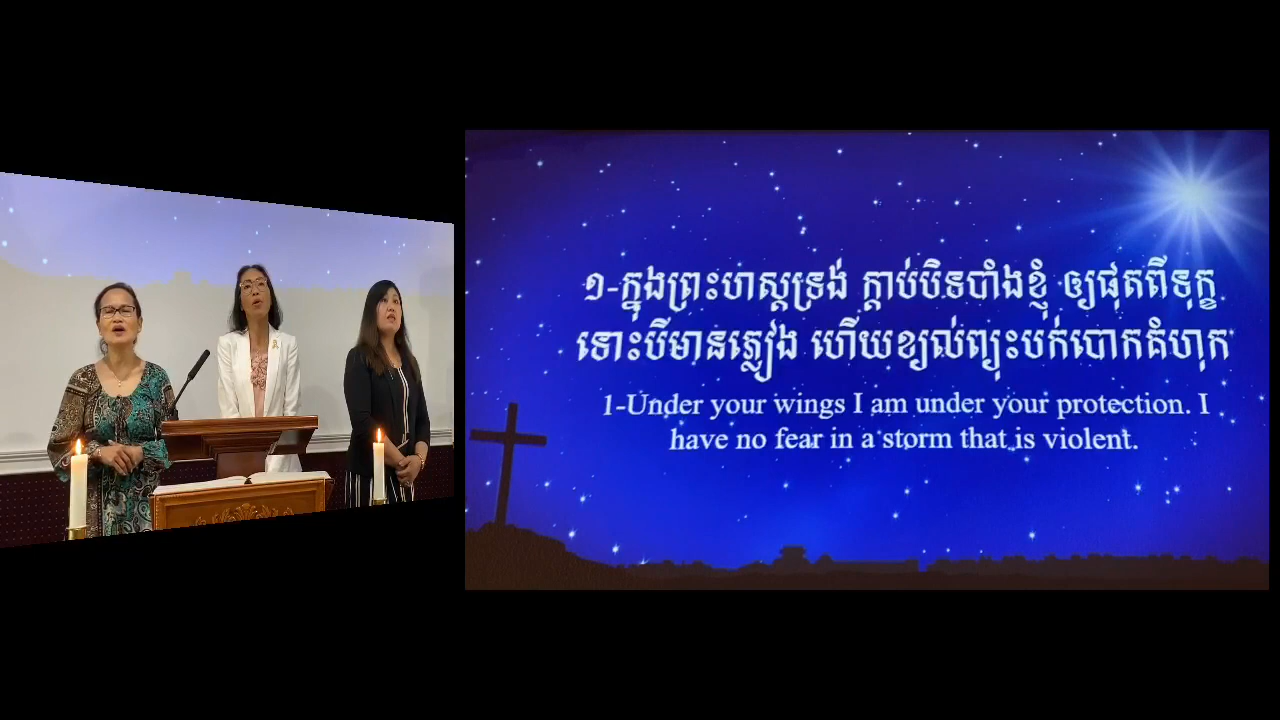 ១-ក្នុងព្រះហស្តទ្រង់ ក្ដាប់បិទបាំងខ្ញុំ ឲ្យផុតពីទុក្ខ
ទោះបីមានភ្លៀង ហើយខ្យល់ព្យុះបក់បោកគំហុក
1-Under your wings I am under your protection. I
have no fear in a storm that is violent.